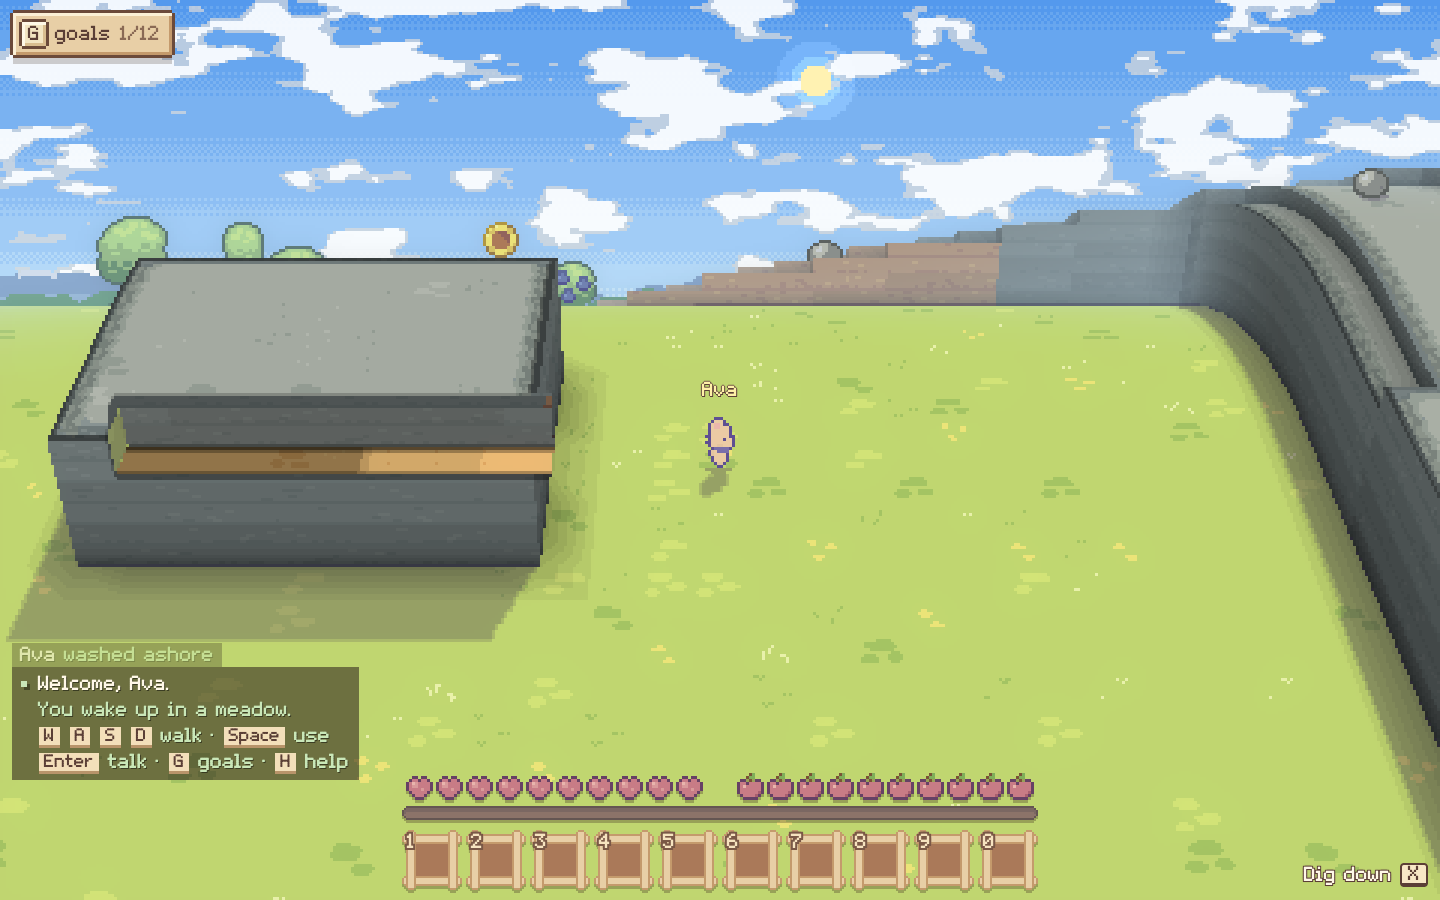 G goals 1/12
Ava
Ava washed ashore
Welcome, Ava.
You wake up in a meadow.
W A S D walk · Space use
Enter talk · G goals · H help
1 2 3 4 5 6 7 8 9 0
Dig down X